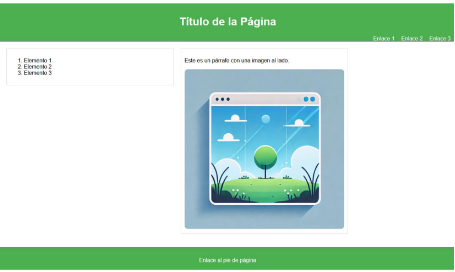 Título de la Página
Enlace 1 Enlace 2 Enlace 3
1. Elemento 1
2. Elemento 2
3. Elemento 3
Este es un párrafo con una imagen al lado.
Enlace al pie de página